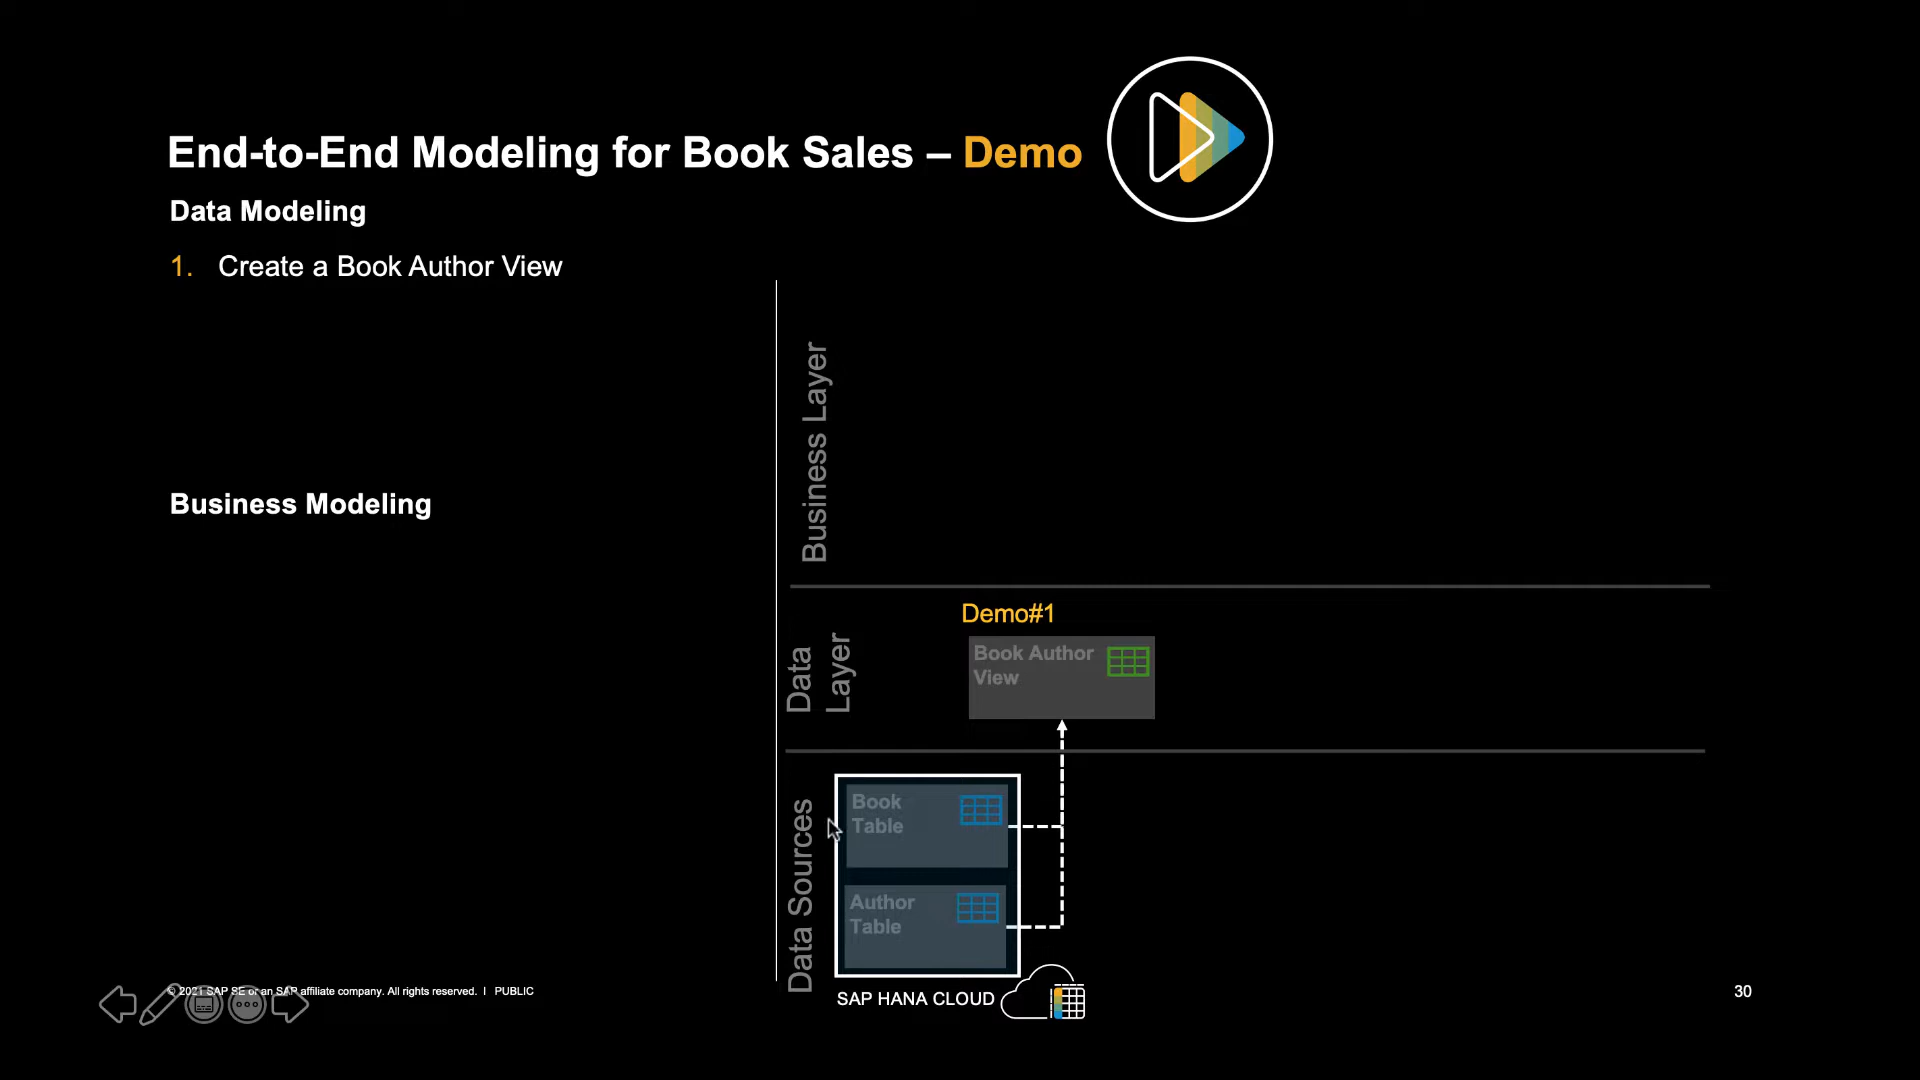 End-to-End Modeling for Book Sales – Demo
Data Modeling
1. Create a Book Author View
Business Modeling
Business Layer
Demo#1
Data
Layer
Book Author
View
Data Sources
Book
Table
Author
Table
SAP HANA CLOUD
© 2021 SAP SE or an SAP affiliate company. All rights reserved. I PUBLIC
30